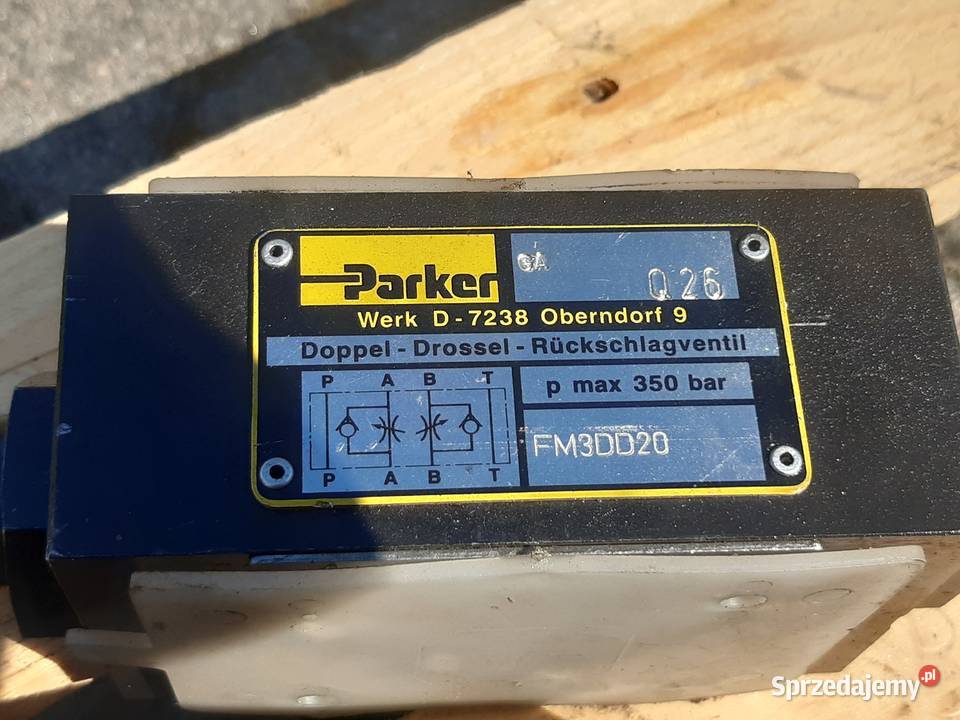 Parker
GA
Q26
Werk D-7238 Oberndorf 9
Doppel-Drossel-Rückschlagventil
P A B T
P A B T
p max 350 bar
FM3DD20
Sprzedajemy.pl